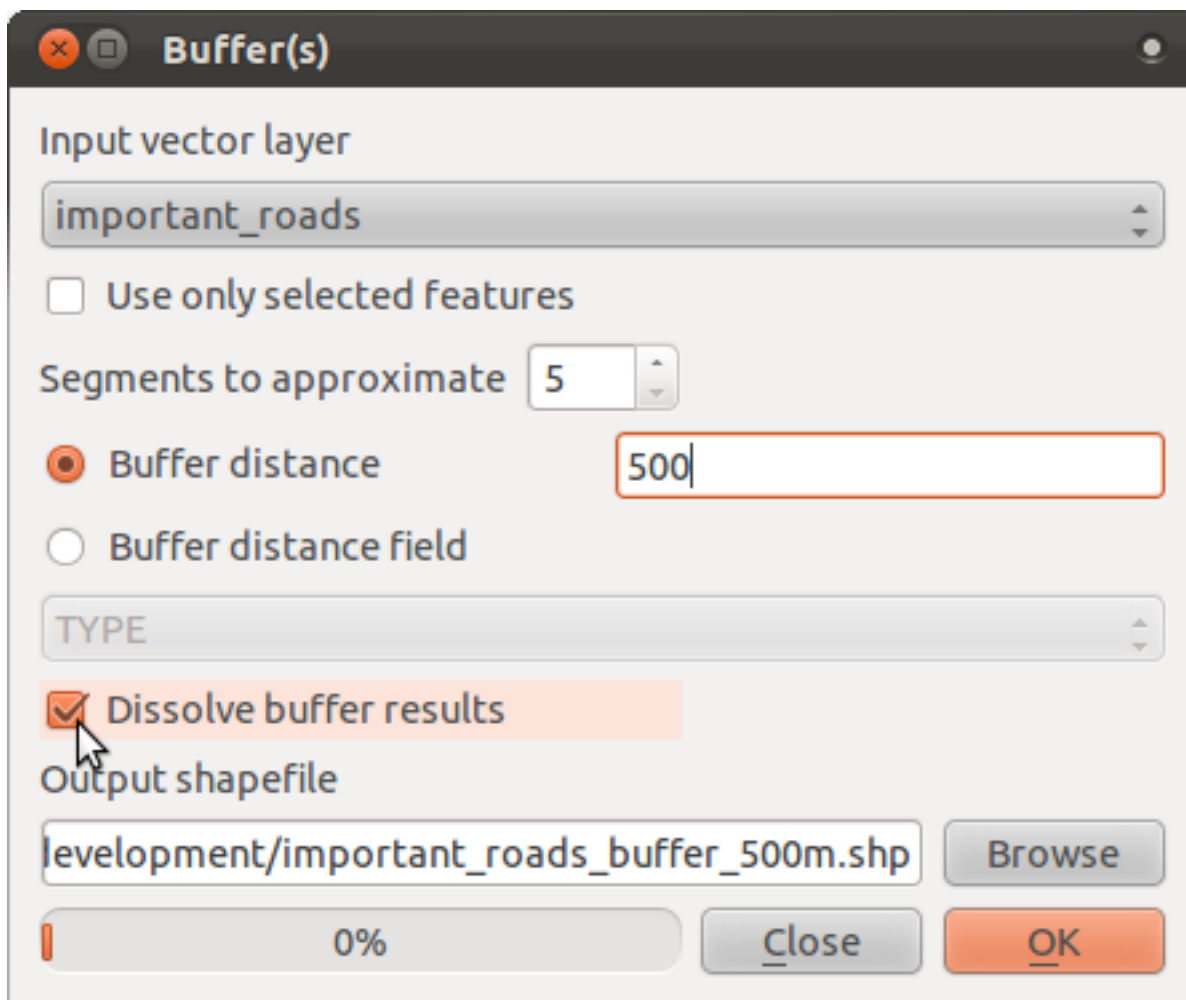 Buffer(s)
Input vector layer
important_roads
Use only selected features
Segments to approximate 5
Buffer distance 500
Buffer distance field
TYPE
Dissolve buffer results
Output shapefile
development/important_roads_buffer_500m.shp Browse
0% Close OK